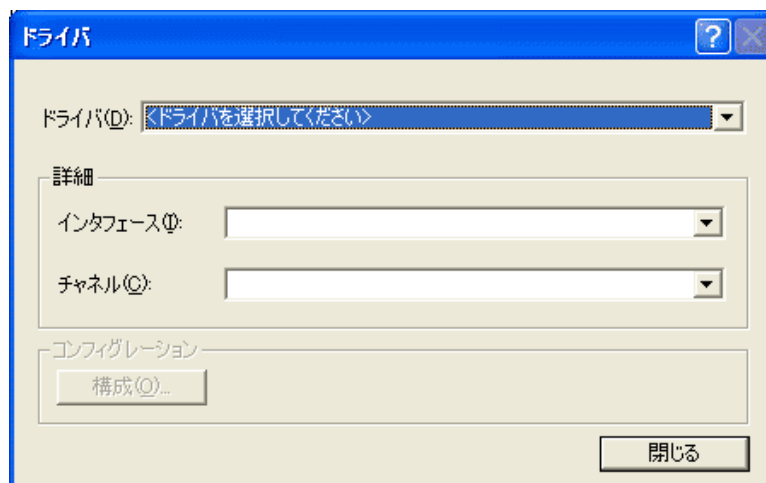 ドライバ
ドライバ(D): <ドライバを選択してください>
詳細
インタフェース(I):
チャネル(C):
コンフィグレーション
構成(O)...
閉じる